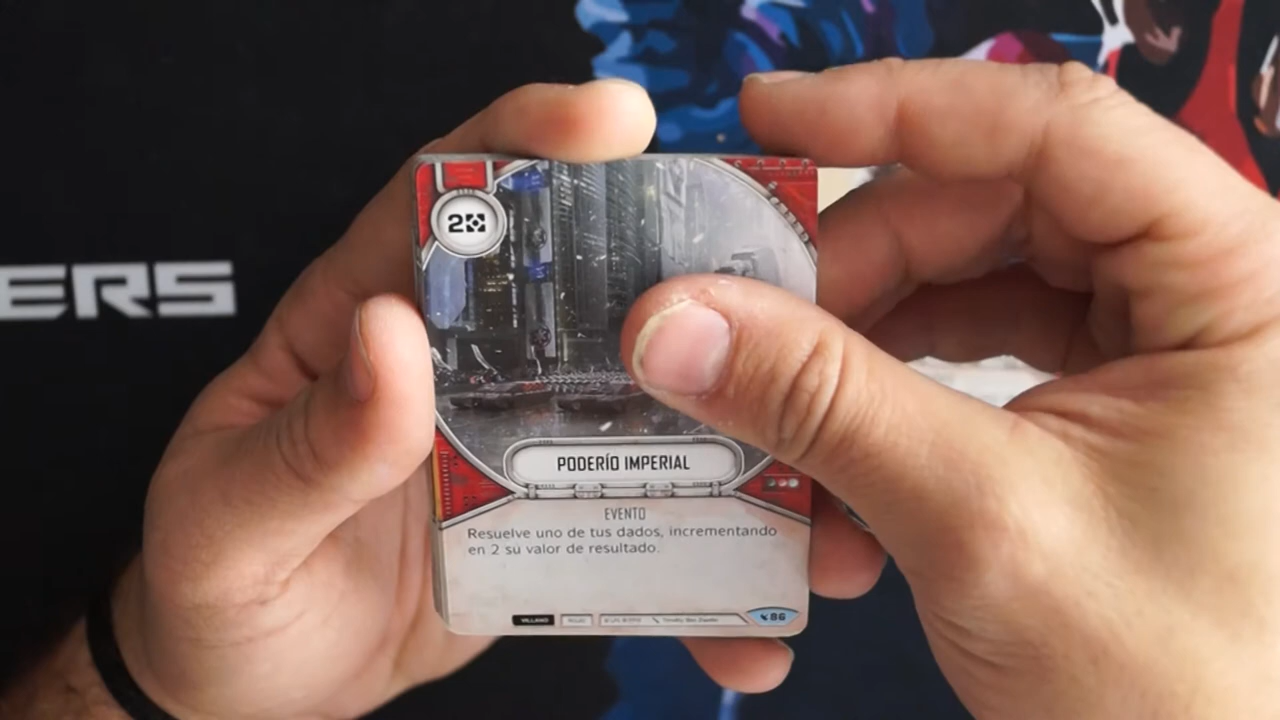 ERS
2
PODERÍO IMPERIAL
EVENTO
Resuelve uno de tus dados, incrementando
en 2 su valor de resultado.
VILLANO
86